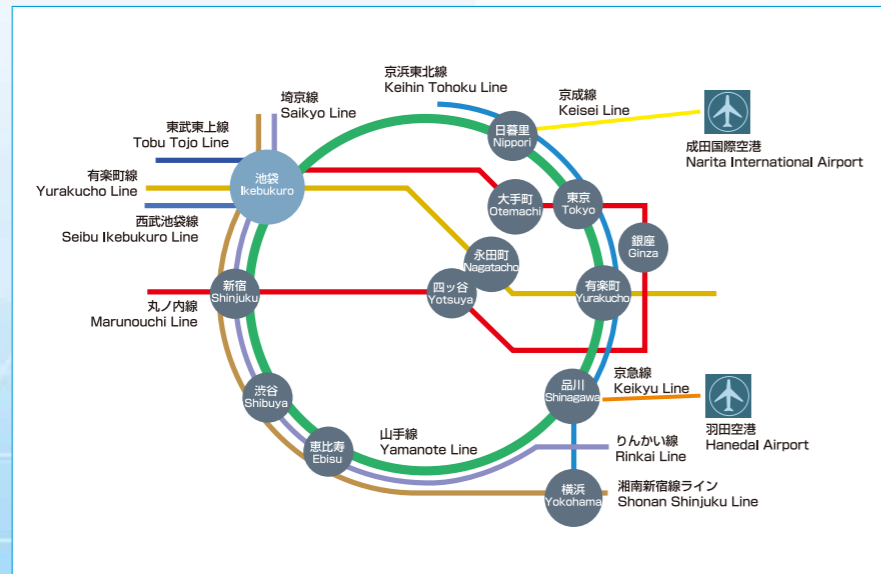 京浜東北線
Keihin Tohoku Line
埼京線
Saikyo Line
京成線
Keisei Line
東武東上線
Tobu Tojo Line
日暮里
Nippori
成田国際空港
Narita International Airport
有楽町線
Yurakucho Line
池袋
Ikebukuro
大手町
Otemachi
東京
Tokyo
西武池袋線
Seibu Ikebukuro Line
銀座
Ginza
永田町
Nagatacho
新宿
Shinjuku
四ッ谷
Yotsuya
有楽町
Yurakucho
丸ノ内線
Marunouchi Line
京急線
Keikyu Line
品川
Shinagawa
渋谷
Shibuya
羽田空港
Hanedal Airport
恵比寿
Ebisu
山手線
Yamanote Line
りんかい線
Rinkai Line
横浜
Yokohama
湘南新宿線ライン
Shonan Shinjuku Line